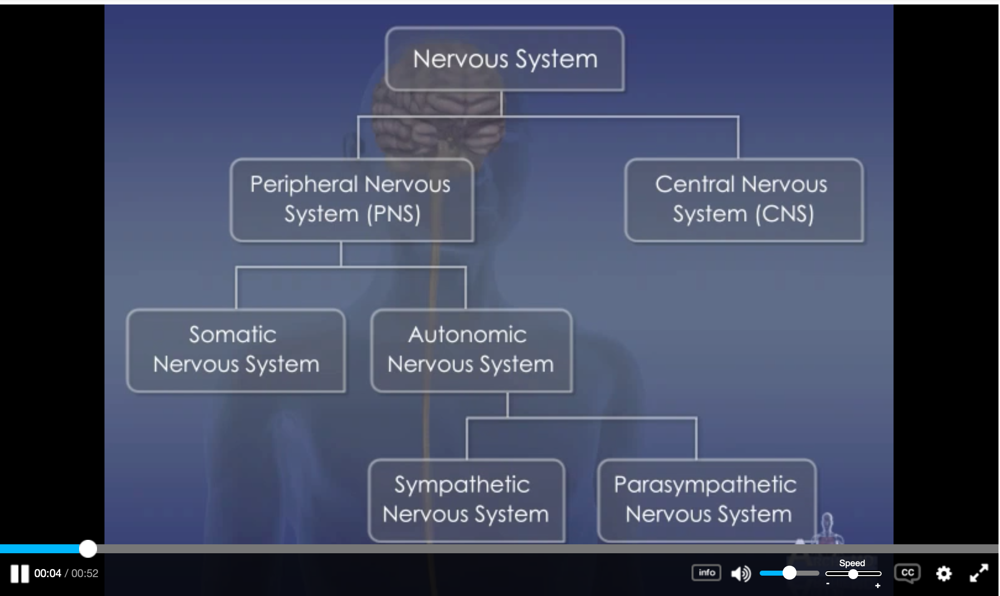 Nervous System
Peripheral Nervous
System (PNS)
Central Nervous
System (CNS)
Somatic
Nervous System
Autonomic
Nervous System
Sympathetic
Nervous System
Parasympathetic
Nervous System
00:04 / 00:52
info
Speed
- +
CC